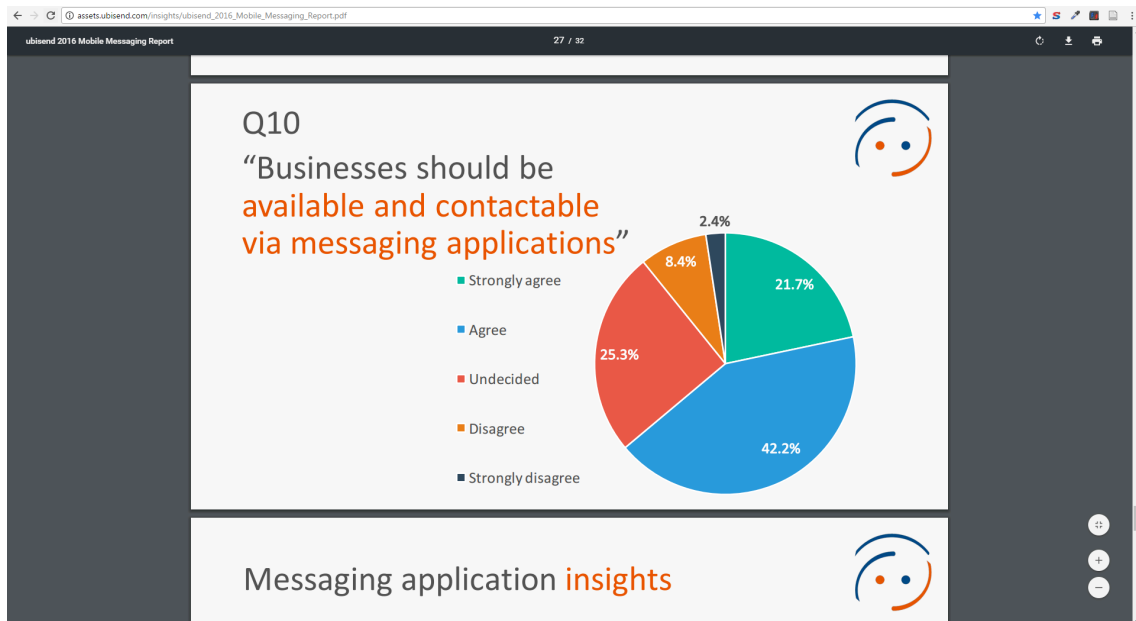 assets.ubisend.com/insights/ubisend_2016_Mobile_Messaging_Report.pdf
ubisend 2016 Mobile Messaging Report
27 / 32
Q10
“Businesses should be
available and contactable
via messaging applications”
Strongly agree
Agree
Undecided
Disagree
Strongly disagree
2.4%
8.4%
21.7%
25.3%
42.2%
Messaging application insights